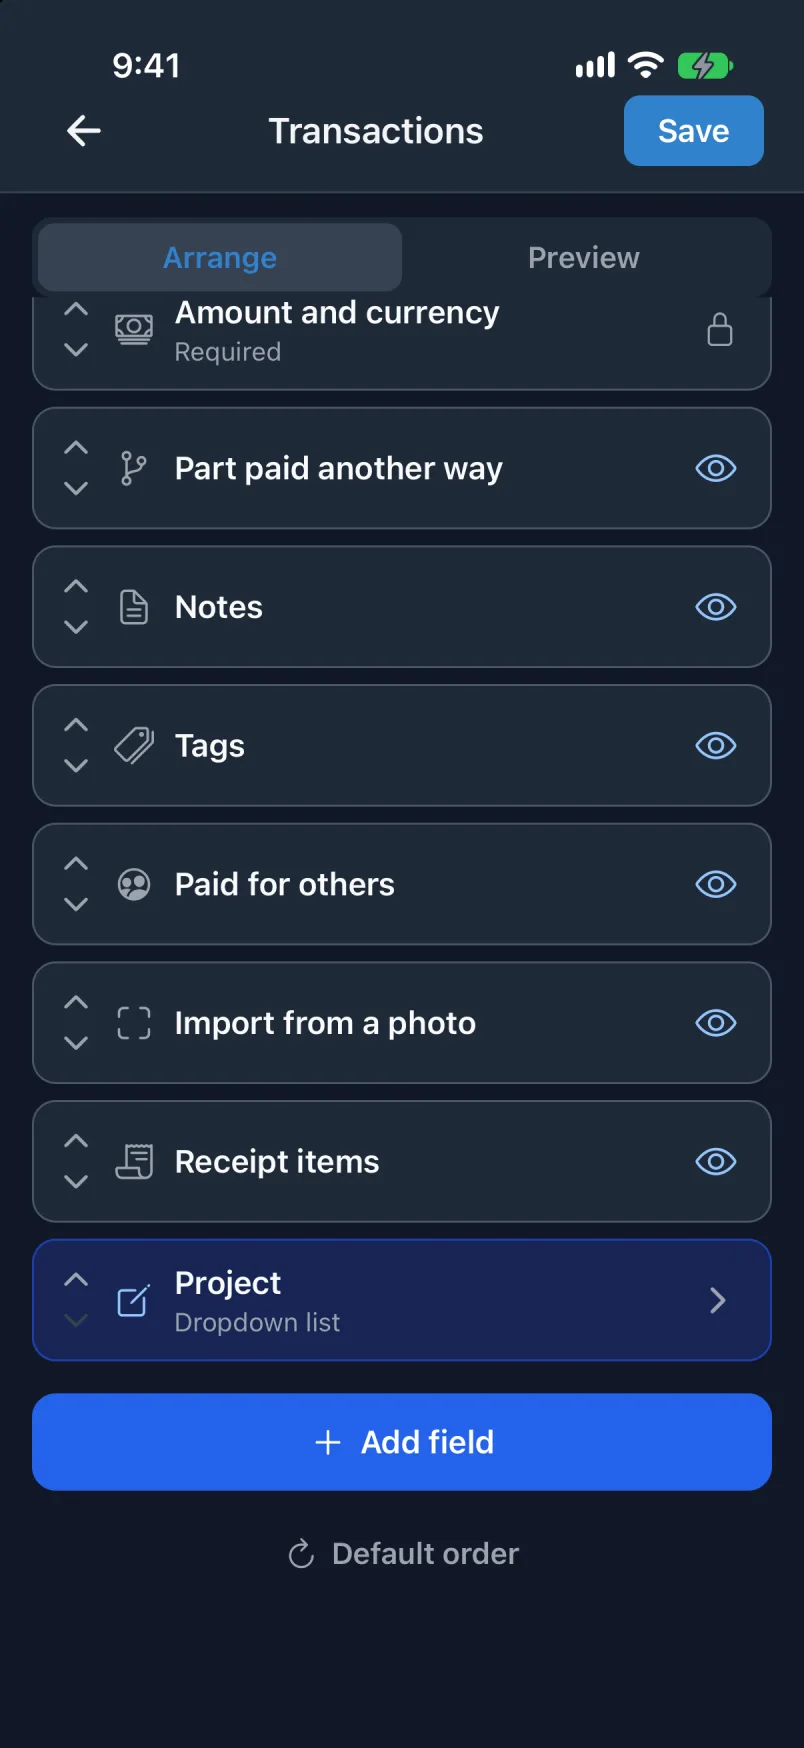 9:41
Transactions
Save
Arrange
Preview
Amount and currency
Required
Part paid another way
Notes
Tags
Paid for others
Import from a photo
Receipt items
Project
Dropdown list
Add field
Default order